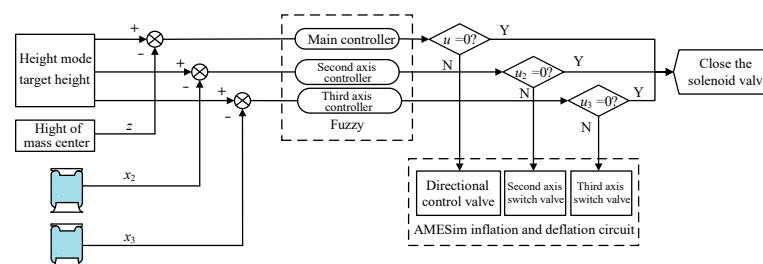 Height mode
target height
Hight of
mass center
+
-
+
-
+
-
z
x2
x3
Main controller
Second axis
controller
Third axis
controller
Fuzzy
u =0?
Y
N
u2 =0?
Y
N
u3 =0?
Y
N
Close the
solenoid valv
Directional
control valve
Second axis
switch valve
Third axis
switch valve
AMESim inflation and deflation circuit